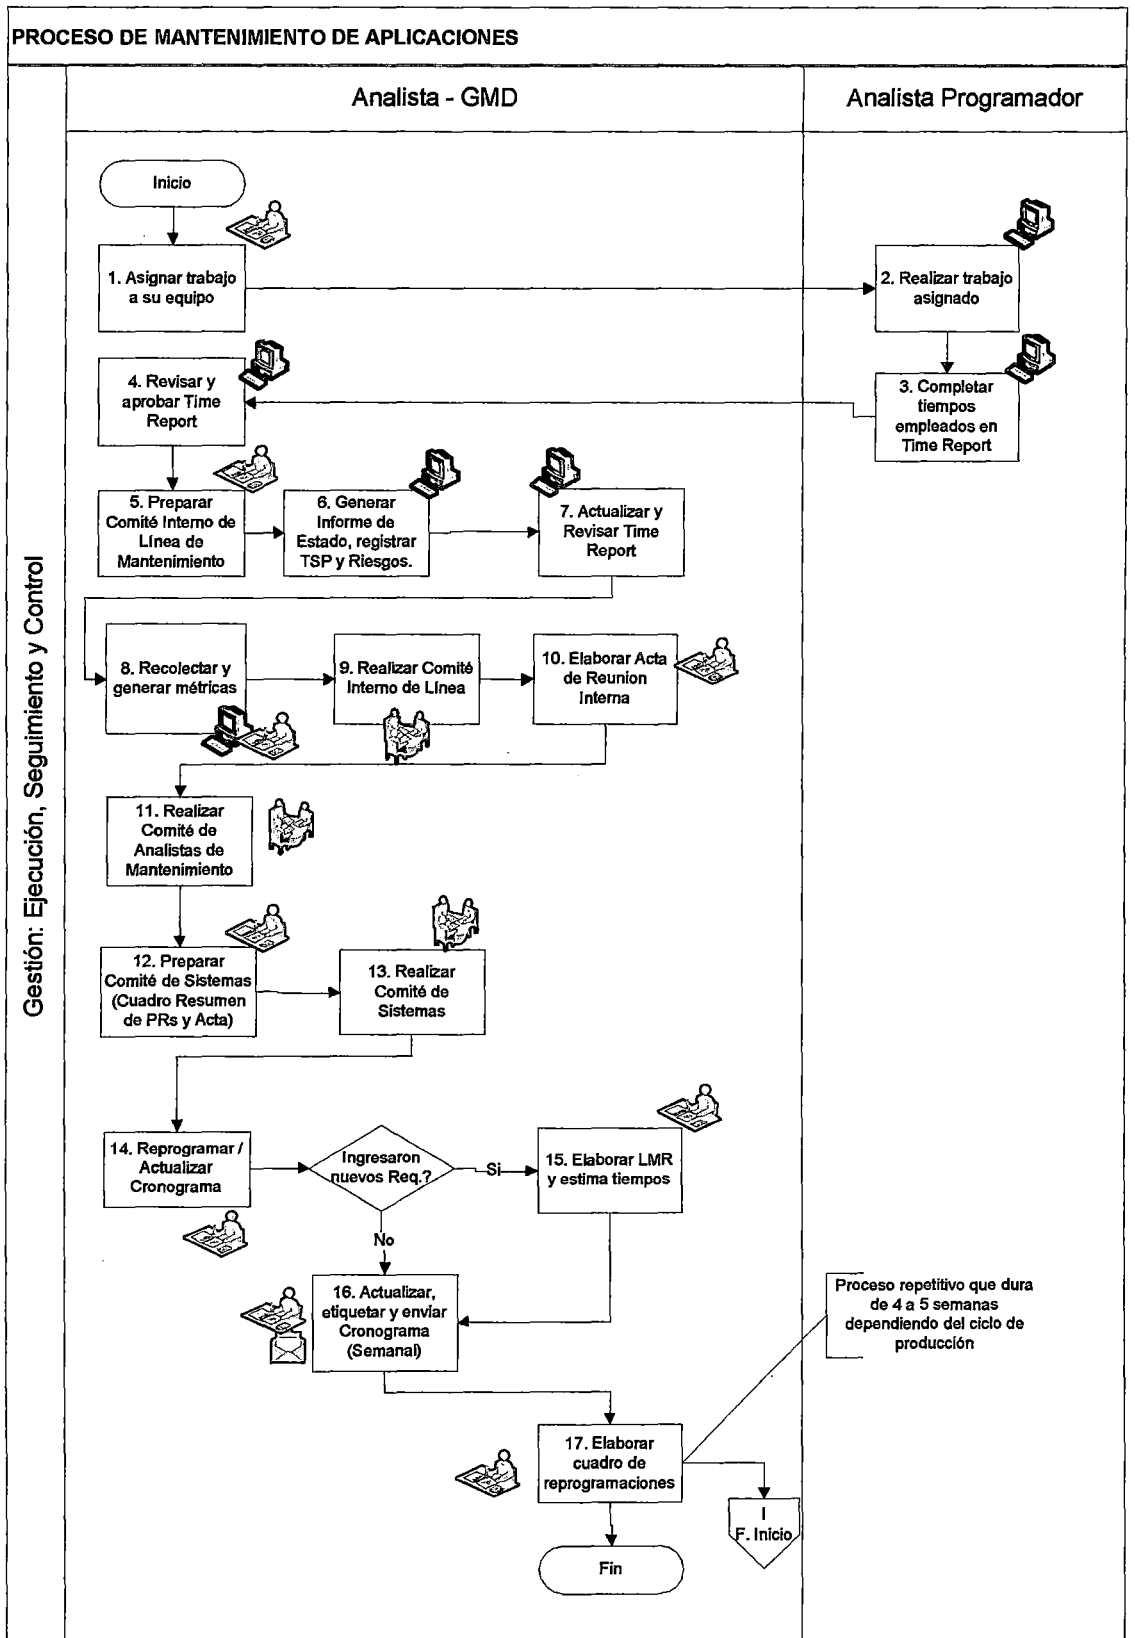 PROCESO DE MANTENIMIENTO DE APLICACIONES
Analista - GMD
Analista Programador
Gestión: Ejecución, Seguimiento y Control
Inicio
1. Asignar trabajo
a su equipo
2. Realizar trabajo
asignado
3. Completar
tiempos
empleados en
Time Report
4. Revisar y
aprobar Time
Report
5. Preparar
Comité Interno de
Línea de
Mantenimiento
6. Generar
Informe de
Estado, registrar
TSP y Riesgos.
7. Actualizar y
Revisar Time
Report
8. Recolectar y
generar métricas
9. Realizar Comité
Interno de Línea
10. Elaborar Acta
de Reunion
Interna
11. Realizar
Comité de
Analistas de
Mantenimiento
12. Preparar
Comité de Sistemas
(Cuadro Resumen
de PRs y Acta)
13. Realizar
Comité de
Sistemas
14. Reprogramar /
Actualizar
Cronograma
Ingresaron
nuevos Req.?
Si
No
15. Elaborar LMR
y estima tiempos
16. Actualizar,
etiquetar y enviar
Cronograma
(Semanal)
Proceso repetitivo que dura
de 4 a 5 semanas
dependiendo del ciclo de
producción
17. Elaborar
cuadro de
reprogramaciones
I
F. Inicio
Fin